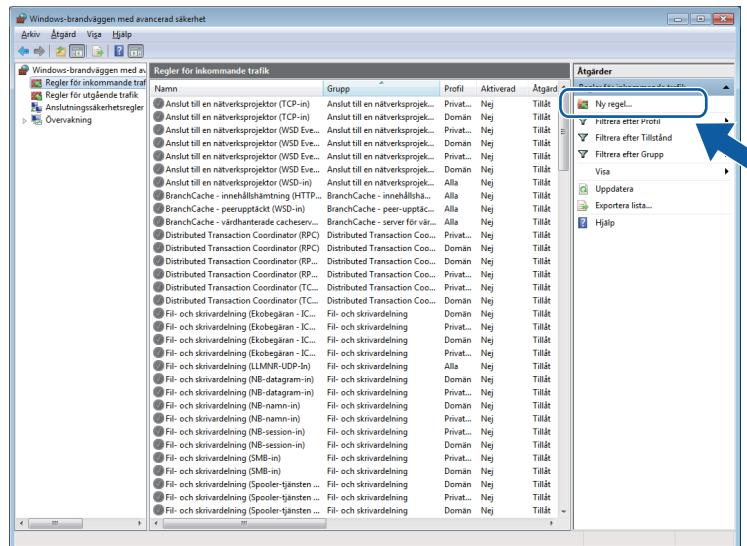 Windows-brandväggen med avancerad säkerhet
Arkiv Åtgärd Visa Hjälp
Windows-brandväggen med av
Regler för inkommande traf
Regler för utgående trafik
Anslutningssäkerhetsregler
Övervakning
Regler för inkommande trafik
Namn Grupp Profil Aktiverad Åtgärd
Anslut till en nätverksprojektor (TCP-in) Anslut till en nätverksprojek... Privat... Nej Tillåt
Anslut till en nätverksprojektor (TCP-in) Anslut till en nätverksprojek... Domän Nej Tillåt
Anslut till en nätverksprojektor (WSD Eve... Anslut till en nätverksprojek... Privat... Nej Tillåt
Anslut till en nätverksprojektor (WSD Eve... Anslut till en nätverksprojek... Domän Nej Tillåt
Anslut till en nätverksprojektor (WSD Eve... Anslut till en nätverksprojek... Privat... Nej Tillåt
Anslut till en nätverksprojektor (WSD Eve... Anslut till en nätverksprojek... Domän Nej Tillåt
Anslut till en nätverksprojektor (WSD-in) Anslut till en nätverksprojek... Alla Nej Tillåt
BranchCache - innehållshämtning (HTTP... BranchCache - innehållshä... Alla Nej Tillåt
BranchCache - peerupptäckt (WSD-in) BranchCache - peer-upptäc... Alla Nej Tillåt
BranchCache - värdhanterade cacheserv... BranchCache - server för vär... Alla Nej Tillåt
Distributed Transaction Coordinator (RPC) Distributed Transaction Coo... Privat... Nej Tillåt
Distributed Transaction Coordinator (RPC) Distributed Transaction Coo... Domän Nej Tillåt
Distributed Transaction Coordinator (RP... Distributed Transaction Coo... Domän Nej Tillåt
Distributed Transaction Coordinator (RP... Distributed Transaction Coo... Privat... Nej Tillåt
Distributed Transaction Coordinator (TC... Distributed Transaction Coo... Privat... Nej Tillåt
Distributed Transaction Coordinator (TC... Distributed Transaction Coo... Domän Nej Tillåt
Fil- och skrivardelning (Ekobegäran - IC... Fil- och skrivardelning Domän Nej Tillåt
Fil- och skrivardelning (Ekobegäran - IC... Fil- och skrivardelning Privat... Nej Tillåt
Fil- och skrivardelning (Ekobegäran - IC... Fil- och skrivardelning Domän Nej Tillåt
Fil- och skrivardelning (Ekobegäran - IC... Fil- och skrivardelning Privat... Nej Tillåt
Fil- och skrivardelning (LLMNR-UDP-In) Fil- och skrivardelning Alla Nej Tillåt
Fil- och skrivardelning (NB-datagram-in) Fil- och skrivardelning Domän Nej Tillåt
Fil- och skrivardelning (NB-datagram-in) Fil- och skrivardelning Privat... Nej Tillåt
Fil- och skrivardelning (NB-namn-in) Fil- och skrivardelning Domän Nej Tillåt
Fil- och skrivardelning (NB-namn-in) Fil- och skrivardelning Privat... Nej Tillåt
Fil- och skrivardelning (NB-session-in) Fil- och skrivardelning Privat... Nej Tillåt
Fil- och skrivardelning (NB-session-in) Fil- och skrivardelning Domän Nej Tillåt
Fil- och skrivardelning (SMB-in) Fil- och skrivardelning Privat... Nej Tillåt
Fil- och skrivardelning (SMB-in) Fil- och skrivardelning Domän Nej Tillåt
Fil- och skrivardelning (Spooler-tjänsten ... Fil- och skrivardelning Domän Nej Tillåt
Fil- och skrivardelning (Spooler-tjänsten ... Fil- och skrivardelning Privat... Nej Tillåt
Fil- och skrivardelning (Spooler-tjänsten ... Fil- och skrivardelning Domän Nej Tillåt
Åtgärder
Regler för inkommande trafik
Ny regel...
Filtrera efter Profil
Filtrera efter Tillstånd
Filtrera efter Grupp
Visa
Uppdatera
Exportera lista...
Hjälp